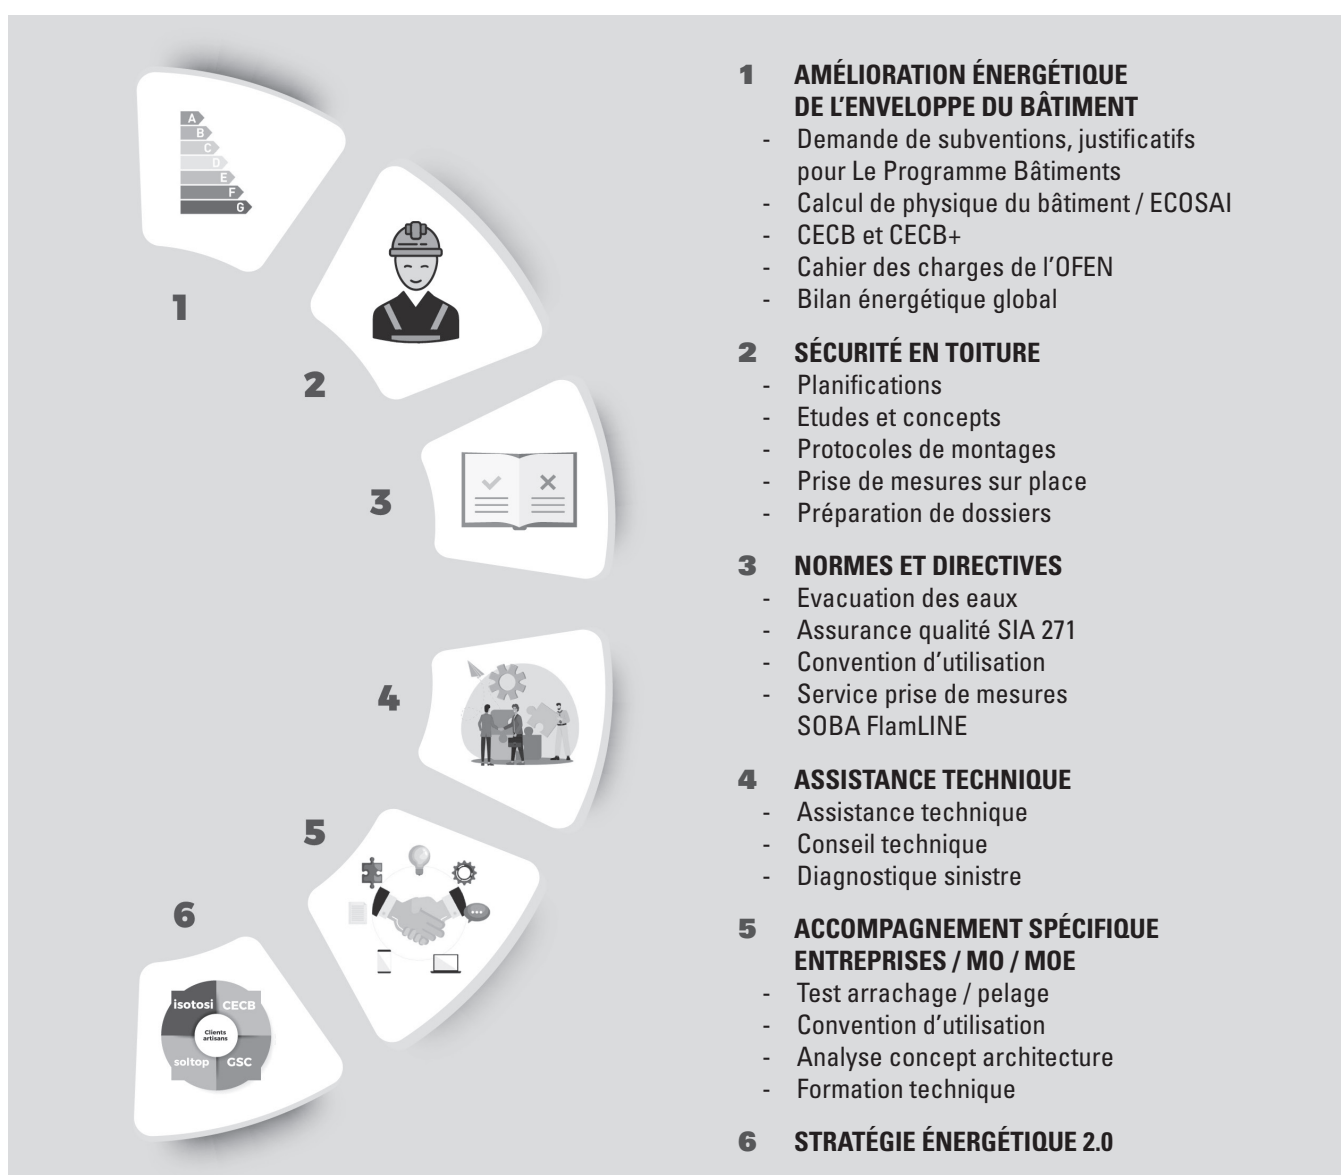 A
B
C
D
E
F
G
1
2
3
4
5
6
isotosi CECB
Clients
artisans
soltop GSC
1 AMÉLIORATION ÉNERGÉTIQUE
DE L'ENVELOPPE DU BÂTIMENT
- Demande de subventions, justificatifs
pour Le Programme Bâtiments
- Calcul de physique du bâtiment / ECOSAI
- CECB et CECB+
- Cahier des charges de l'OFEN
- Bilan énergétique global
2 SÉCURITÉ EN TOITURE
- Planifications
- Etudes et concepts
- Protocoles de montages
- Prise de mesures sur place
- Préparation de dossiers
3 NORMES ET DIRECTIVES
- Evacuation des eaux
- Assurance qualité SIA 271
- Convention d'utilisation
- Service prise de mesures
SOBA FlamLINE
4 ASSISTANCE TECHNIQUE
- Assistance technique
- Conseil technique
- Diagnostique sinistre
5 ACCOMPAGNEMENT SPÉCIFIQUE
ENTREPRISES / MO / MOE
- Test arrachage / pelage
- Convention d'utilisation
- Analyse concept architecture
- Formation technique
6 STRATÉGIE ÉNERGÉTIQUE 2.0